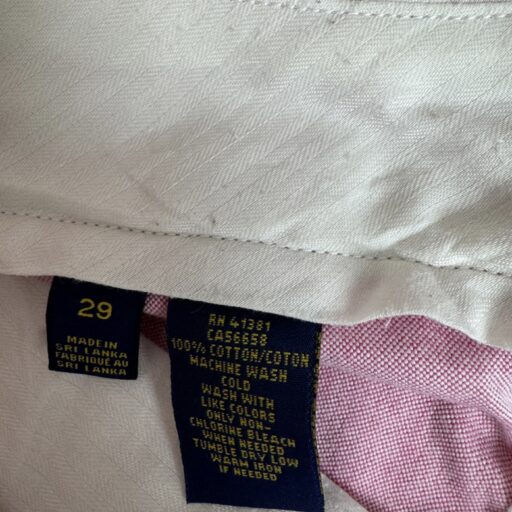 29
MADE IN
SRI LANKA
FABRIQUÉ AU
SRI LANKA
RN 41381
CA56658
100% COTTON/COTON
MACHINE WASH
COLD
WASH WITH
LIKE COLORS
ONLY NON-
CHLORINE BLEACH
WHEN NEEDED
TUMBLE DRY LOW
WARM IRON
IF NEEDED